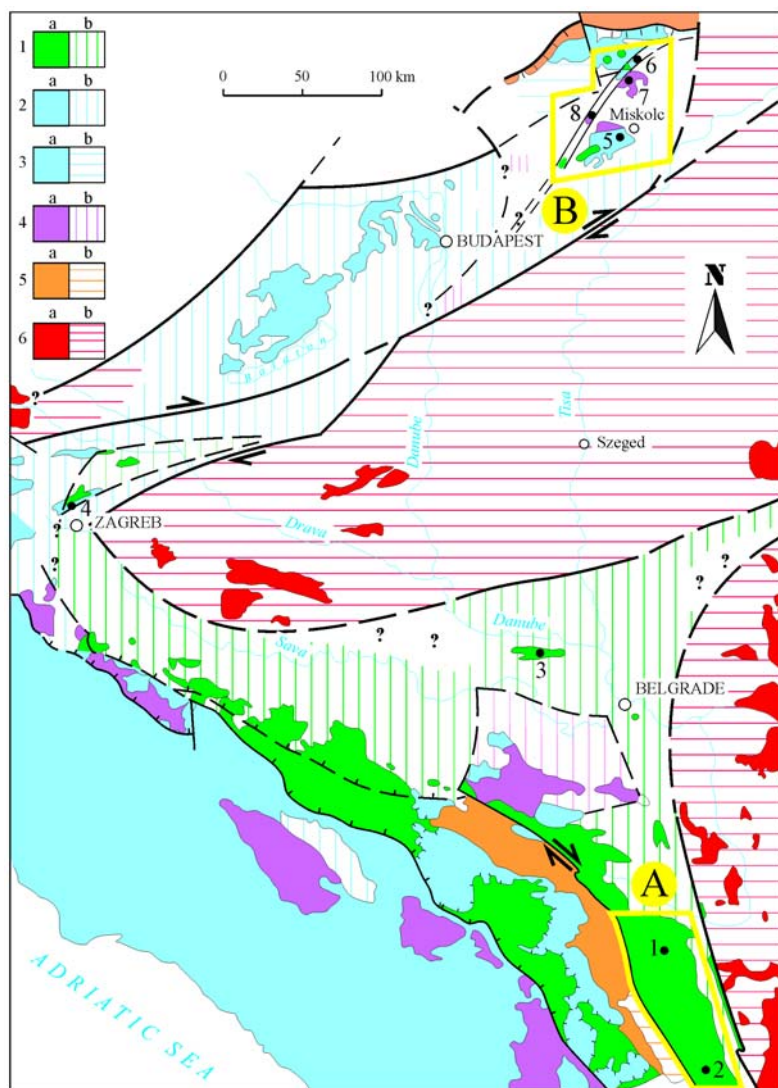 a b
1
2
3
a b
4
a b
5
a b
6
0 50 100 km
6
7
8
Miskolc
5
?
B
?
BUDAPEST
?
Balaton
N
?
Danube
Tisa
Szeged
4
?
ZAGREB
?
Drava
?
?
?
?
Danube
Sava
3
BELGRADE
A
1
2
ADRIATIC SEA